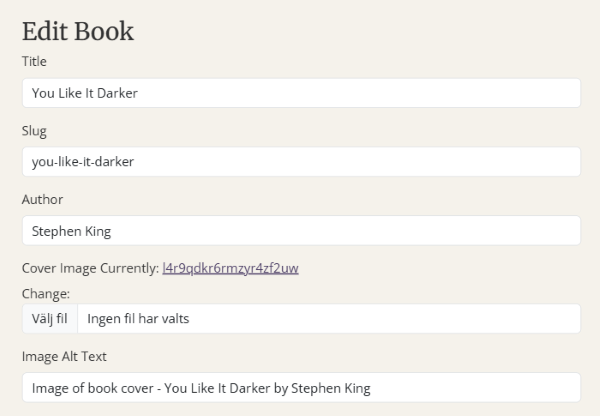 Edit Book
Title
You Like It Darker
Slug
you-like-it-darker
Author
Stephen King
Cover Image Currently: l4r9qdkr6rmzyr4zf2uw
Change:
Välj fil Ingen fil har valts
Image Alt Text
Image of book cover - You Like It Darker by Stephen King